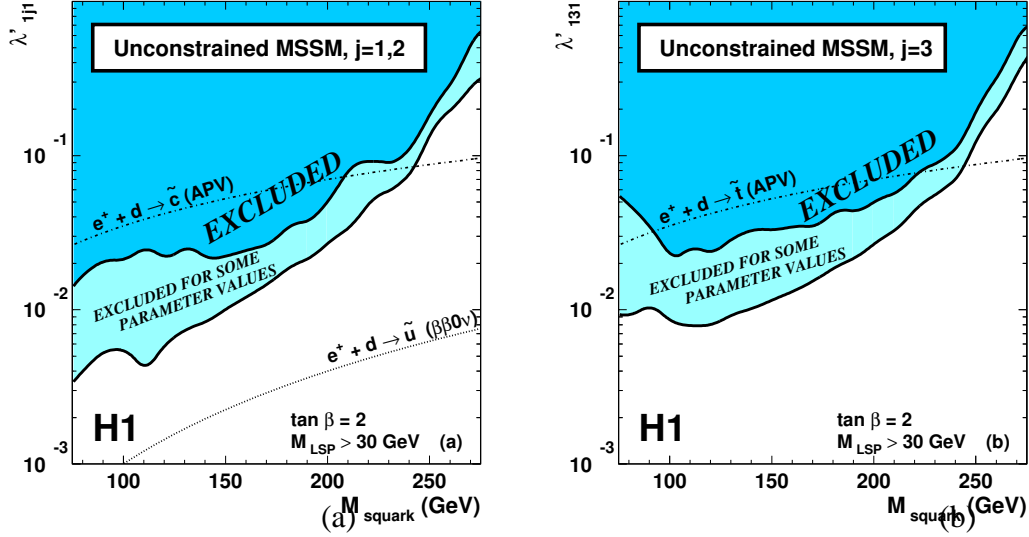 λ'1j1
Unconstrained MSSM, j=1,2
10 -1
e+ + d → c̃ (APV)
EXCLUDED
EXCLUDED FOR SOME
PARAMETER VALUES
10 -2
e+ + d → ũ (ββ0ν)
H1
tan β = 2
M LSP > 30 GeV (a)
10 -3
100 150 200 250
M squark (GeV)
(a)
λ'131
Unconstrained MSSM, j=3
10 -1
e+ + d → t̃ (APV)
EXCLUDED
EXCLUDED FOR SOME
PARAMETER VALUES
10 -2
H1
tan β = 2
M LSP > 30 GeV (b)
10 -3
100 150 200 250
M squark (GeV)
(b)